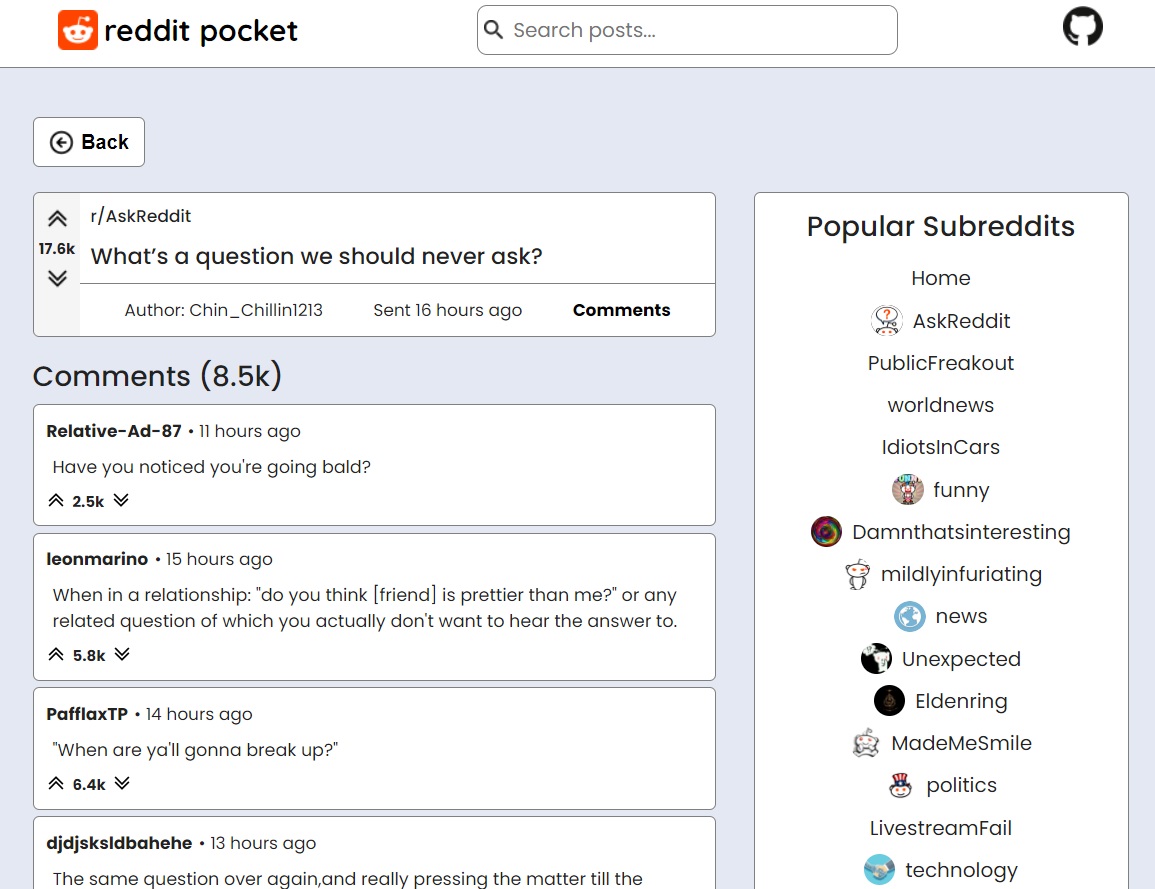 reddit pocket
Search posts...
Back
17.6k
r/AskReddit
What’s a question we should never ask?
Author: Chin_Chillin1213 Sent 16 hours ago Comments
Comments (8.5k)
Relative-Ad-87 • 11 hours ago
Have you noticed you're going bald?
2.5k
leonmarino • 15 hours ago
When in a relationship: "do you think [friend] is prettier than me?" or any
related question of which you actually don't want to hear the answer to.
5.8k
PafflaxTP • 14 hours ago
"When are ya'll gonna break up?"
6.4k
djdjsksldbahehe • 13 hours ago
The same question over again,and really pressing the matter till the
Popular Subreddits
Home
AskReddit
PublicFreakout
worldnews
IdiotsInCars
funny
Damnthatsinteresting
mildlyinfuriating
news
Unexpected
Eldenring
MadeMeSmile
politics
LivestreamFail
technology